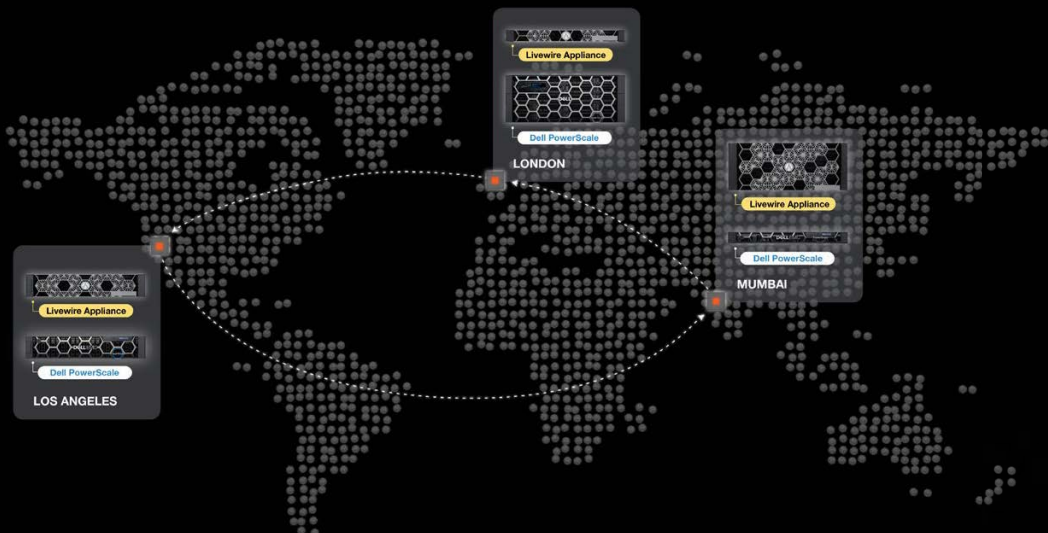 Livewire Appliance
Dell PowerScale
LONDON
Livewire Appliance
Dell PowerScale
MUMBAI
Livewire Appliance
Dell PowerScale
LOS ANGELES